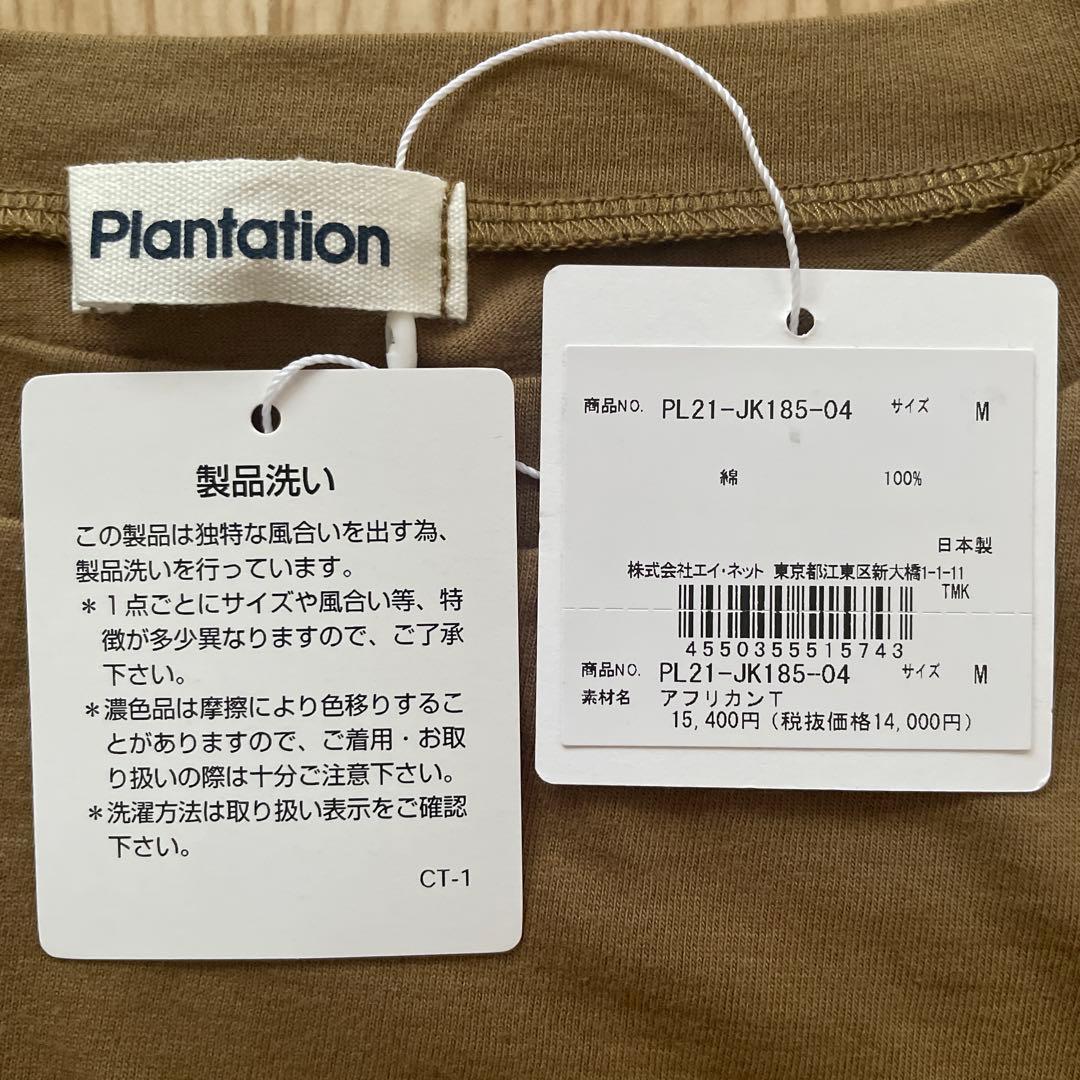 Plantation
製品洗い
この製品は独特な風合いを出す為、
製品洗いを行っています。
＊１点ごとにサイズや風合い等、特
徴が多少異なりますので、ご了承
下さい。
＊濃色品は摩擦により色移りするこ
とがありますので、ご着用・お取
り扱いの際は十分ご注意下さい。
＊洗濯方法は取り扱い表示をご確認
下さい。
CT-1
商品NO. PL21-JK185-04 サイズ M
綿 100%
日本製
株式会社エイ・ネット 東京都江東区新大橋1-1-11
TMK
4550355515743
商品NO. PL21-JK185-04 サイズ M
素材名 アフリカンT
15,400円(税抜価格14,000円)